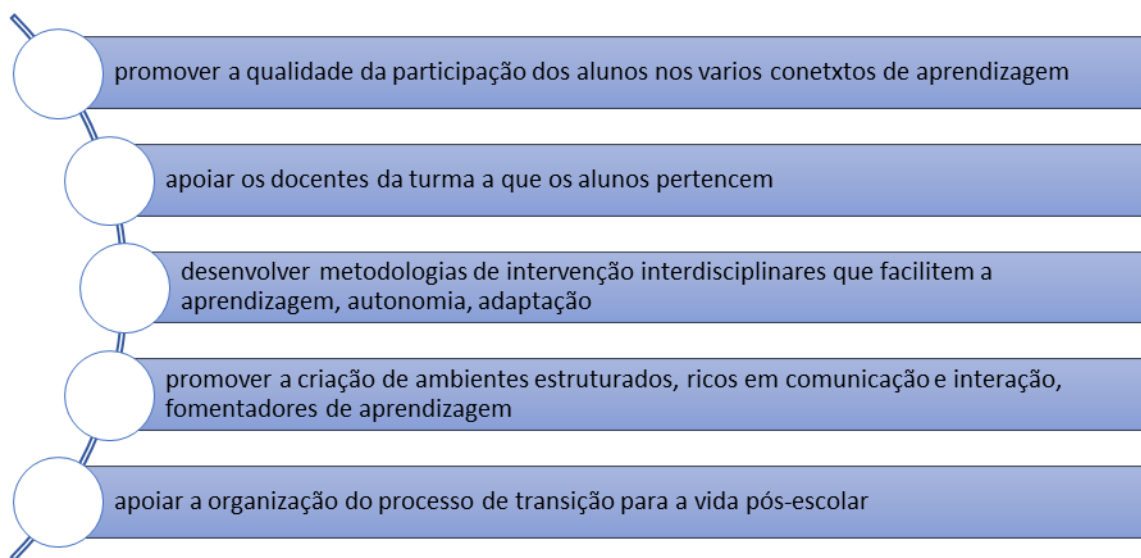 promover a qualidade da participação dos alunos nos varios conetxtos de aprendizagem
apoiar os docentes da turma a que os alunos pertencem
desenvolver metodologias de intervenção interdisciplinares que facilitem a
aprendizagem, autonomia, adaptação
promover a criação de ambientes estruturados, ricos em comunicação e interação,
fomentadores de aprendizagem
apoiar a organização do processo de transição para a vida pós-escolar